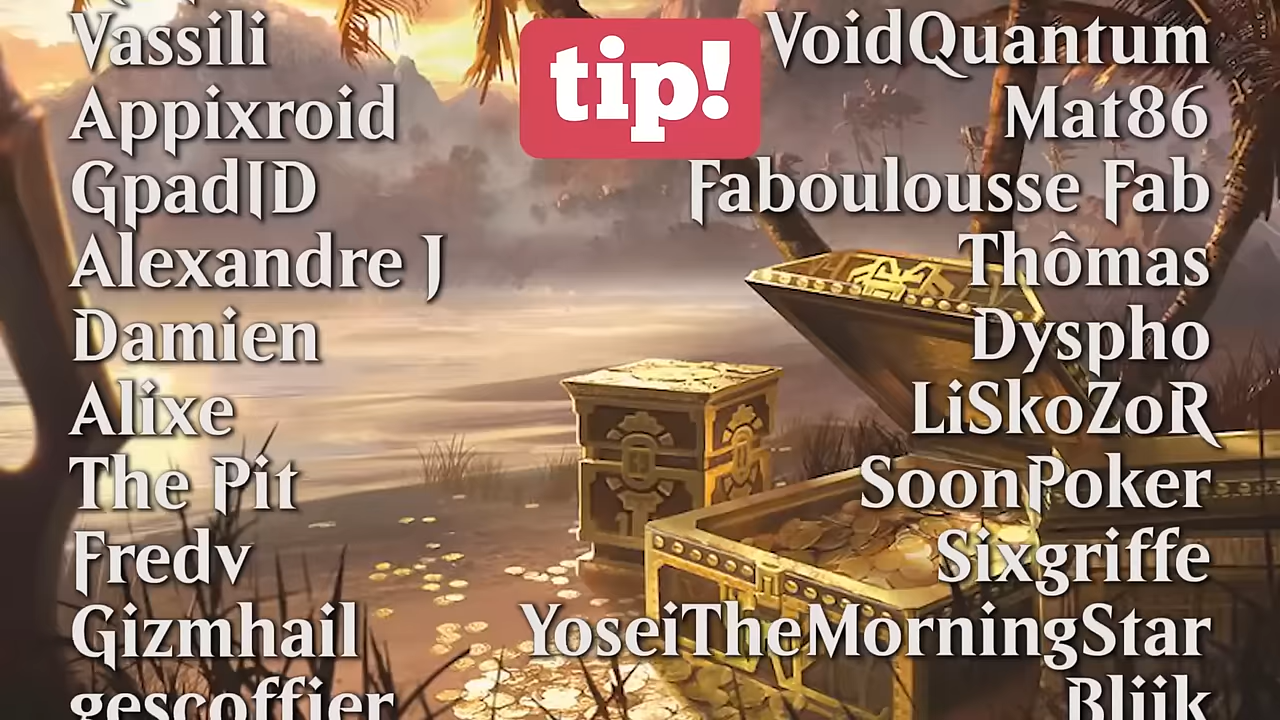 tip!
Vassili
Appixroid
GpadID
Alexandre J
Damien
Alixe
The Pit
Fredv
Gizmhail
gescoffier
VoidQuantum
Mat86
Faboulousse Fab
Thômas
Dyspho
LiSkoZoR
SoonPoker
Sixgriffe
YoseiTheMorningStar